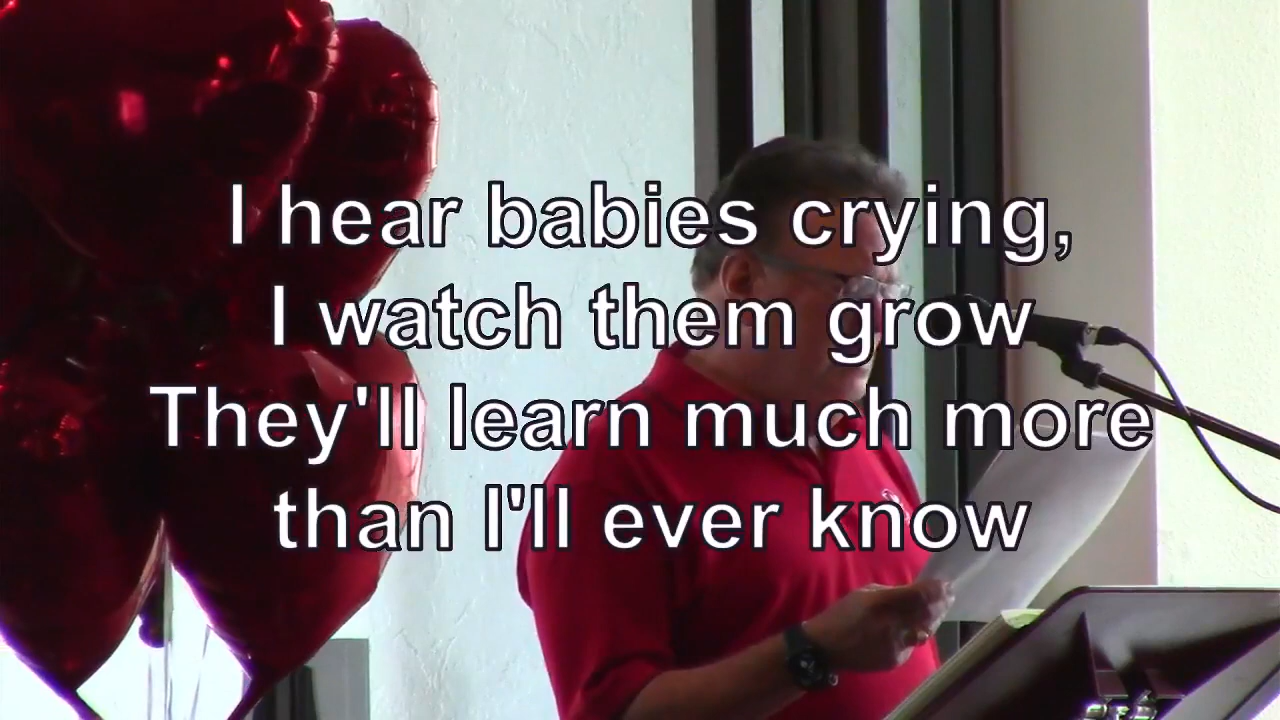 I hear babies crying,
I watch them grow
They'll learn much more
than I'll ever know